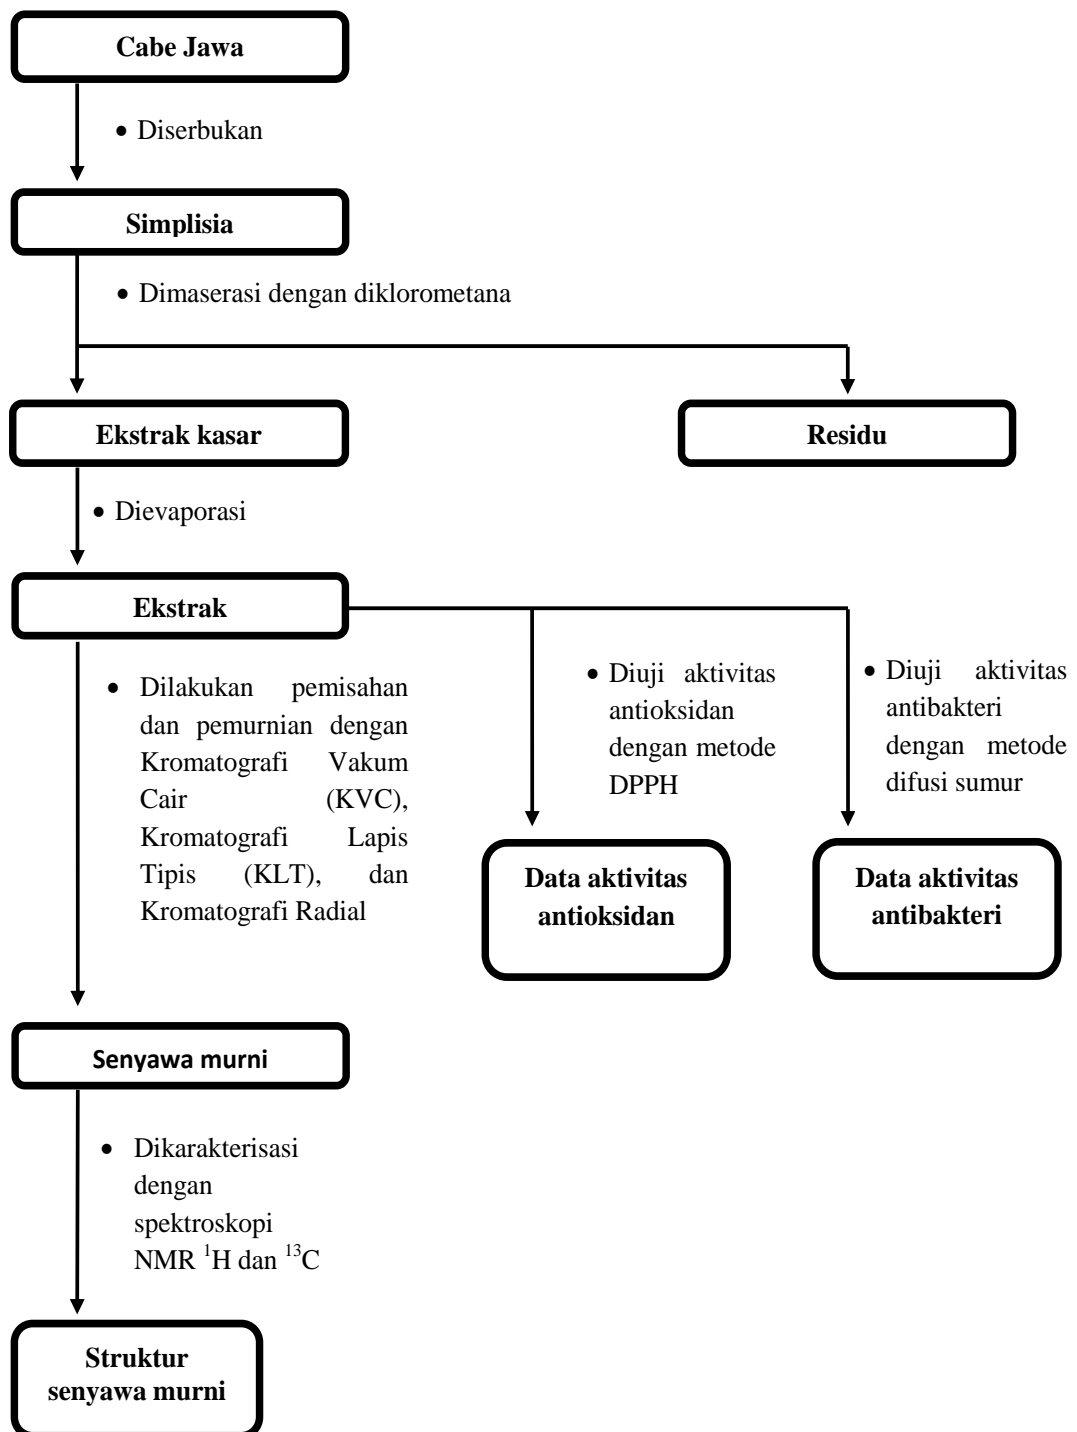 Cabe Jawa
• Diserbukan
Simplisia
• Dimaserasi dengan diklorometana
Ekstrak kasar
Residu
• Dievaporasi
Ekstrak
• Dilakukan pemisahan
dan pemurnian dengan
Kromatografi Vakum
Cair (KVC),
Kromatografi Lapis
Tipis (KLT), dan
Kromatografi Radial
• Diuji aktivitas
antioksidan
dengan metode
DPPH
• Diuji aktivitas
antibakteri
dengan metode
difusi sumur
Data aktivitas
antioksidan
Data aktivitas
antibakteri
Senyawa murni
• Dikarakterisasi
dengan
spektroskopi
NMR ¹H dan ¹³C
Struktur
senyawa murni